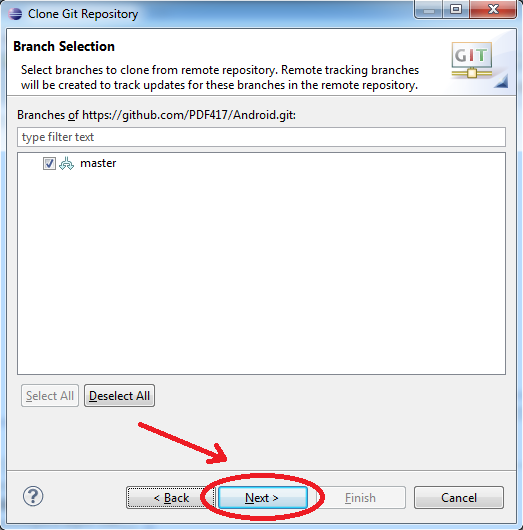 Clone Git Repository
Branch Selection
Select branches to clone from remote repository. Remote tracking branches
will be created to track updates for these branches in the remote repository.
GIT
Branches of https://github.com/PDF417/Android.git:
type filter text
master
Select All Deselect All
? < Back Next > Finish Cancel